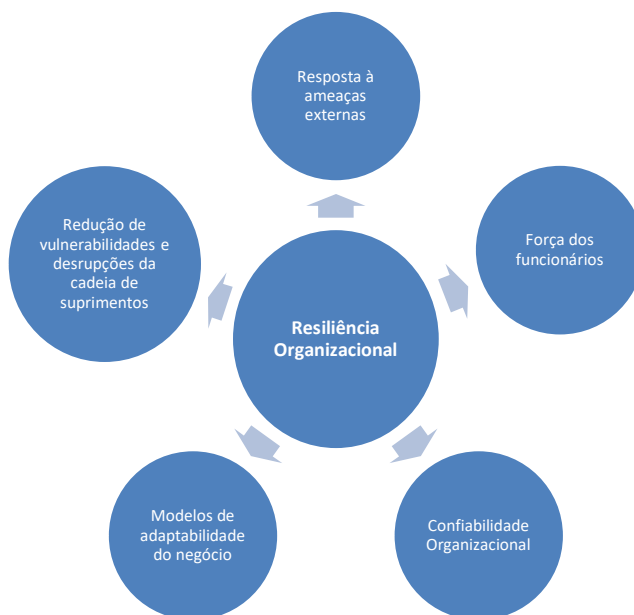 Resposta à
ameaças
externas
Redução de
vulnerabilidades e
desrupções da
cadeia de
suprimentos
Força dos
funcionários
Resiliência
Organizacional
Modelos de
adaptabilidade
do negócio
Confiabilidade
Organizacional